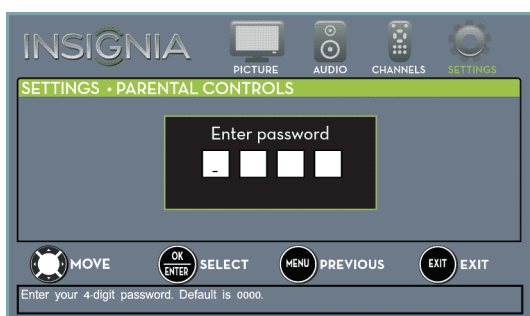 INSIGNIA
PICTURE AUDIO CHANNELS SETTINGS
SETTINGS • PARENTAL CONTROLS
Enter password
-
MOVE OK ENTER SELECT MENU PREVIOUS EXIT EXIT
Enter your 4-digit password. Default is 0000.